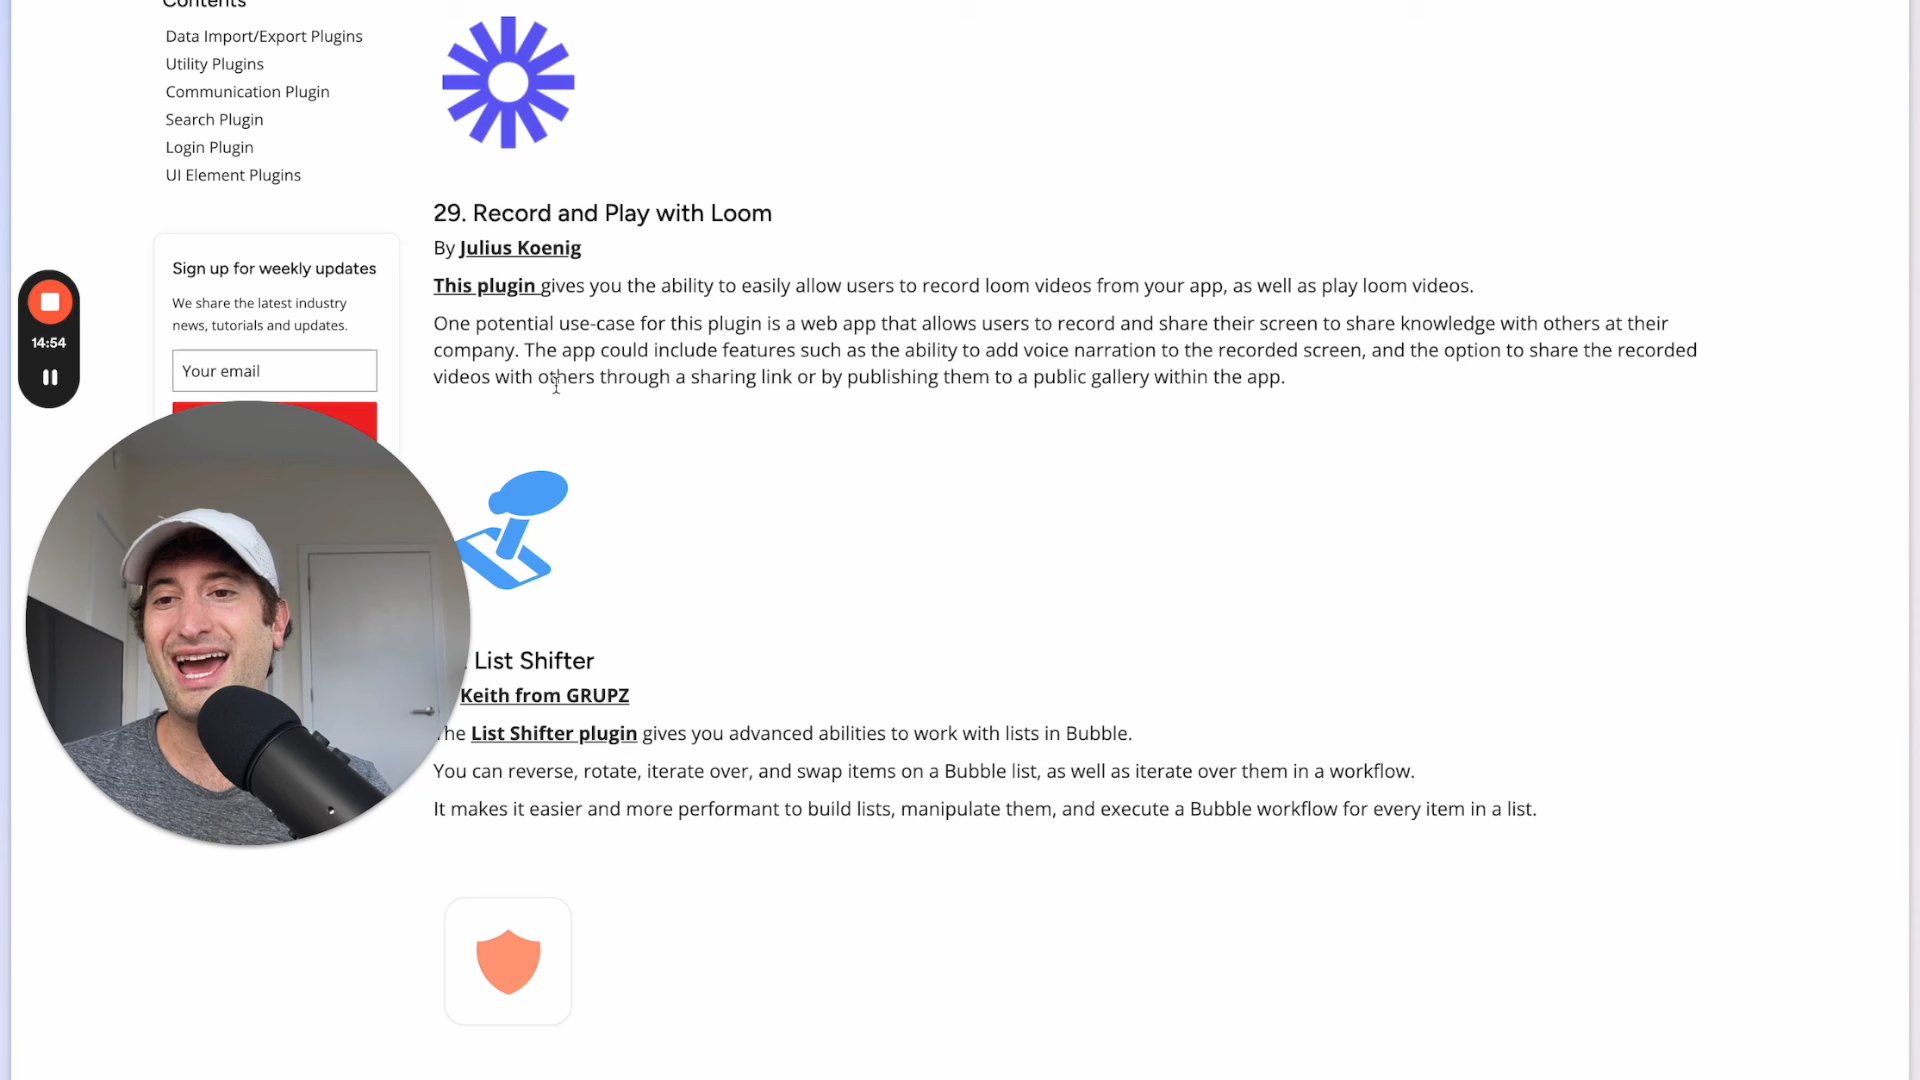 Contents
Data Import/Export Plugins
Utility Plugins
Communication Plugin
Search Plugin
Login Plugin
UI Element Plugins
Sign up for weekly updates
We share the latest industry
news, tutorials and updates.
Your email
14:54
29. Record and Play with Loom
By Julius Koenig
This plugin gives you the ability to easily allow users to record loom videos from your app, as well as play loom videos.
One potential use-case for this plugin is a web app that allows users to record and share their screen to share knowledge with others at their
company. The app could include features such as the ability to add voice narration to the recorded screen, and the option to share the recorded
videos with others through a sharing link or by publishing them to a public gallery within the app.
List Shifter
Keith from GRUPZ
he List Shifter plugin gives you advanced abilities to work with lists in Bubble.
You can reverse, rotate, iterate over, and swap items on a Bubble list, as well as iterate over them in a workflow.
It makes it easier and more performant to build lists, manipulate them, and execute a Bubble workflow for every item in a list.